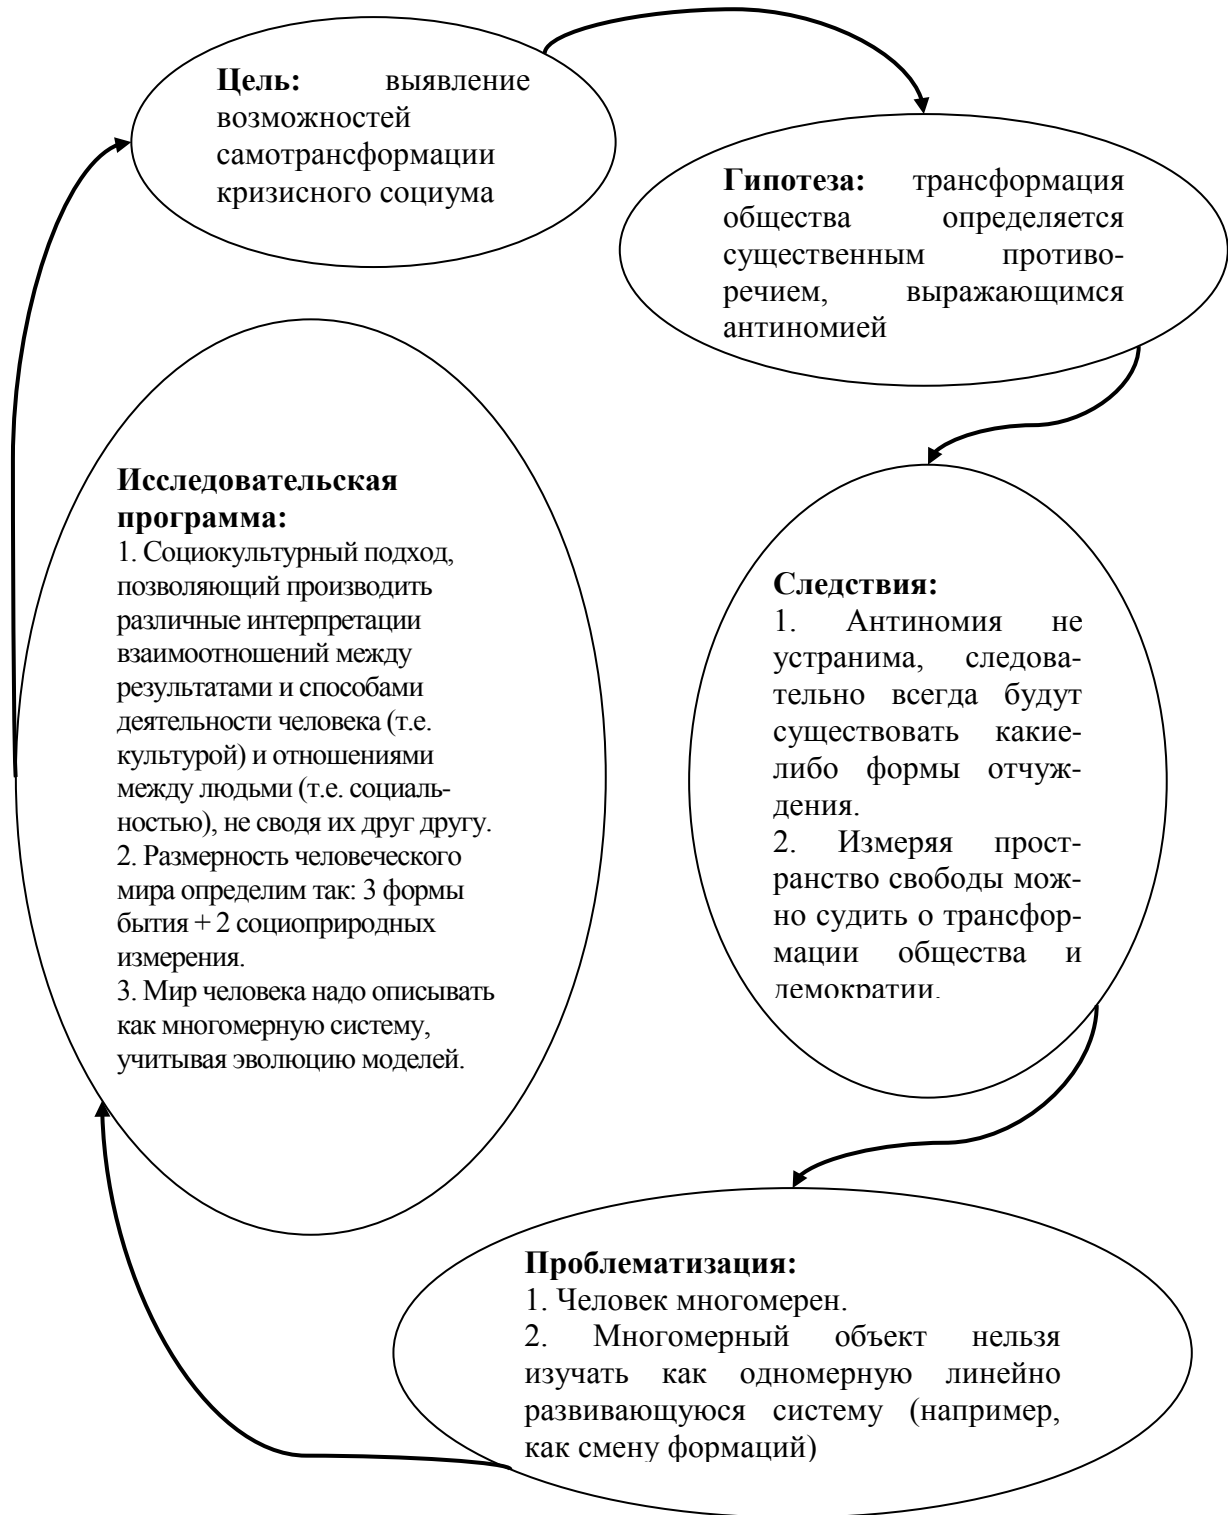 Цель: выявление
возможностей
самотрансформации
кризисного социума
Гипотеза: трансформация
общества определяется
существенным противо-
речием, выражающимся
антиномией
Следствия:
1. Антиномия не
устранима, следова-
тельно всегда будут
существовать какие-
либо формы отчуж-
дения.
2. Измеряя прост-
ранство свободы мож-
но судить о трансфор-
мации общества и
демократии.
Проблематизация:
1. Человек многомерен.
2. Многомерный объект нельзя
изучать как одномерную линейно
развивающуюся систему (например,
как смену формаций)
Исследовательская
программа:
1. Социокультурный подход,
позволяющий производить
различные интерпретации
взаимоотношений между
результатами и способами
деятельности человека (т.е.
культурой) и отношениями
между людьми (т.е. социаль-
ностью), не сводя их друг другу.
2. Размерность человеческого
мира определим так: 3 формы
бытия + 2 социоприродных
измерения.
3. Мир человека надо описывать
как многомерную систему,
учитывая эволюцию моделей.